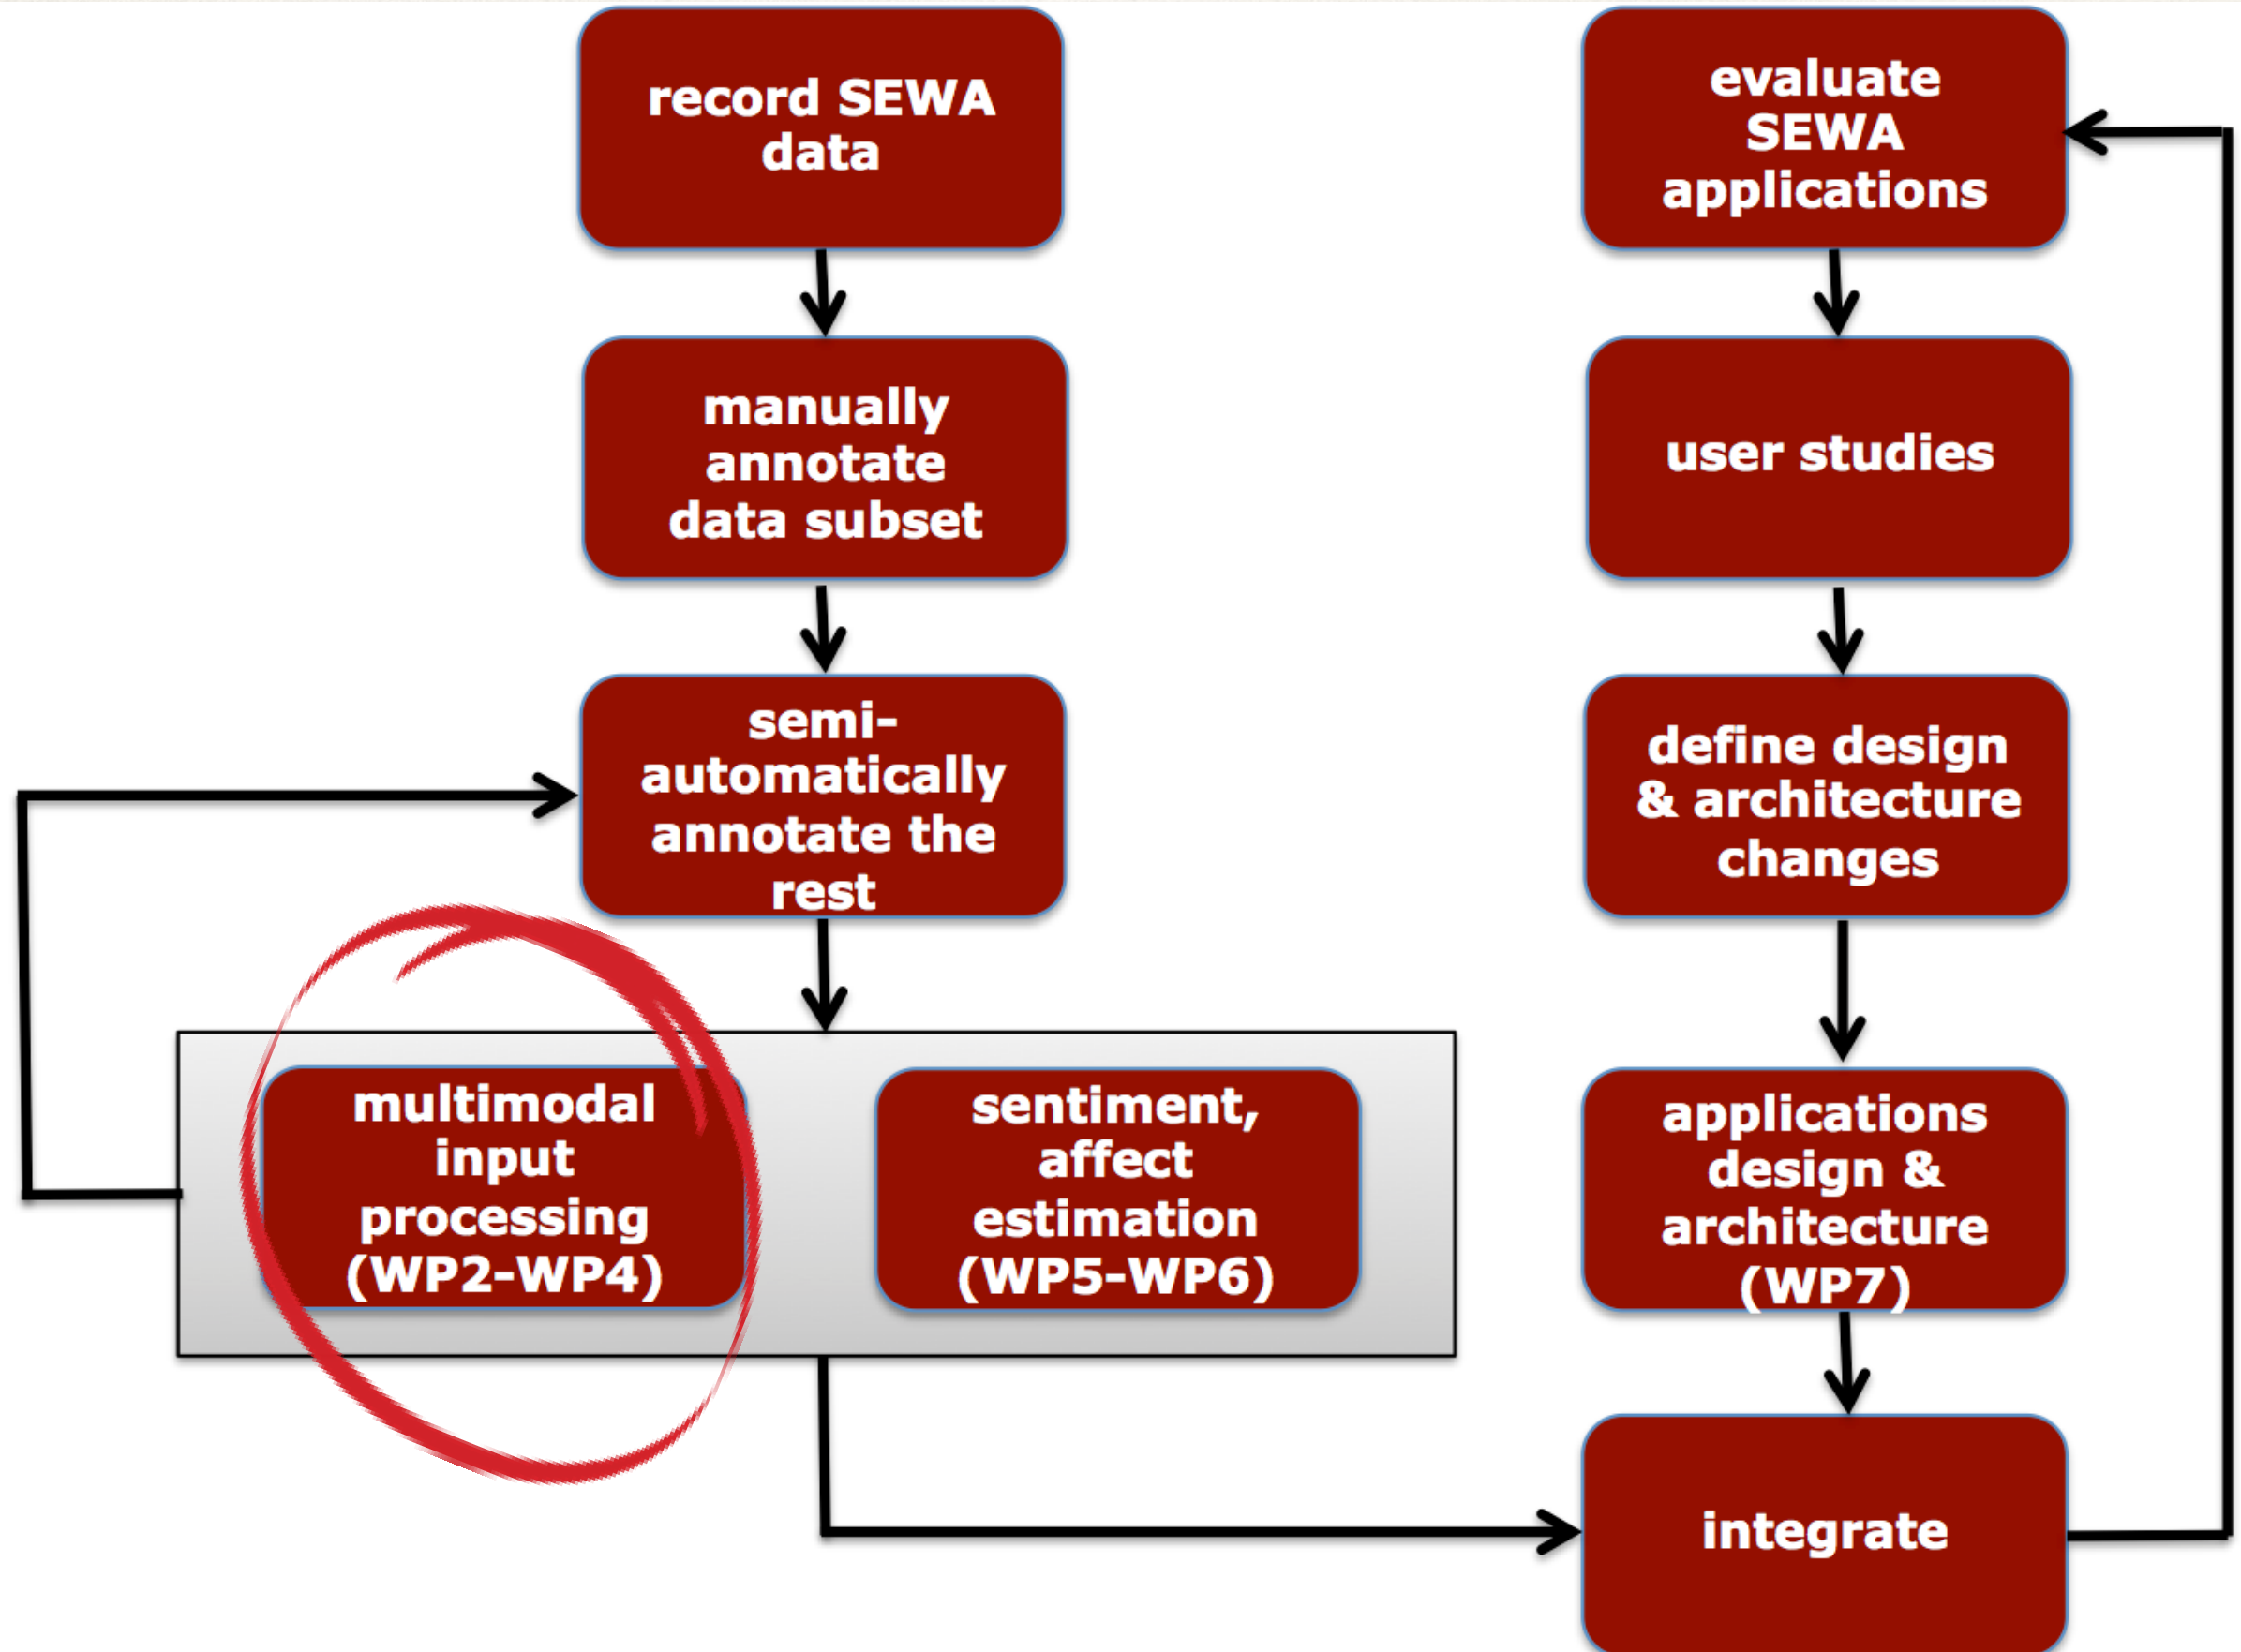 record SEWA
data
manually
annotate
data subset
semi-
automatically
annotate the
rest
multimodal
input
processing
(WP2-WP4)
sentiment,
affect
estimation
(WP5-WP6)
evaluate
SEWA
applications
user studies
define design
& architecture
changes
applications
design &
architecture
(WP7)
integrate